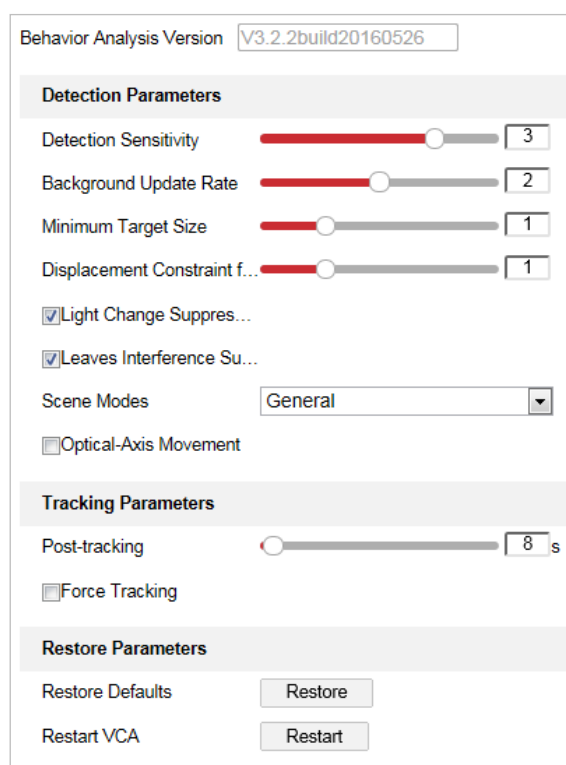 Behavior Analysis Version V3.2.2build20160526
Detection Parameters
Detection Sensitivity 3
Background Update Rate 2
Minimum Target Size 1
Displacement Constraint f... 1
Light Change Suppres...
Leaves Interference Su...
Scene Modes General
Optical-Axis Movement
Tracking Parameters
Post-tracking 8 s
Force Tracking
Restore Parameters
Restore Defaults Restore
Restart VCA Restart